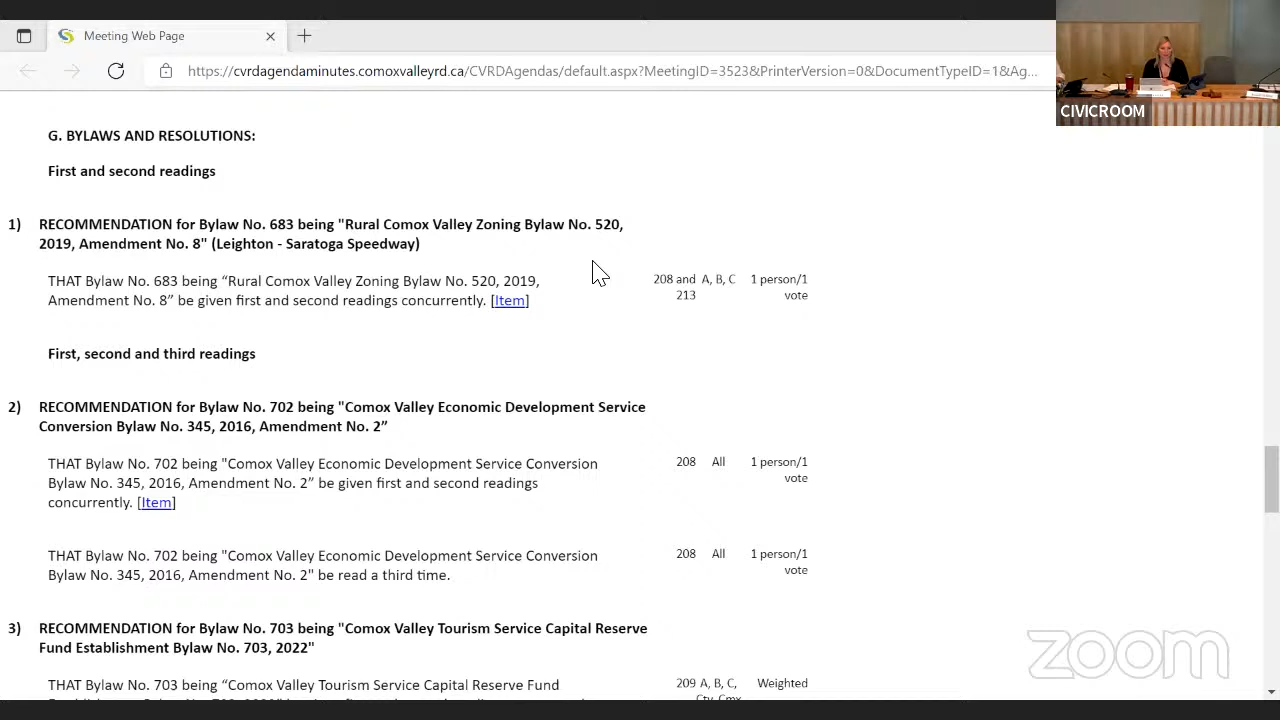 Meeting Web Page
https://cvrdagendaminutes.comoxvalleyrd.ca/CVRDAgendas/default.aspx?MeetingID=3523&PrinterVersion=0&DocumentTypeID=1&Ag...
CIVICROOM
G. BYLAWS AND RESOLUTIONS:
First and second readings
1) RECOMMENDATION for Bylaw No. 683 being "Rural Comox Valley Zoning Bylaw No. 520,
2019, Amendment No. 8" (Leighton - Saratoga Speedway)
THAT Bylaw No. 683 being “Rural Comox Valley Zoning Bylaw No. 520, 2019, 208 and A, B, C 1 person/1
Amendment No. 8” be given first and second readings concurrently. [Item] 213 vote
First, second and third readings
2) RECOMMENDATION for Bylaw No. 702 being "Comox Valley Economic Development Service
Conversion Bylaw No. 345, 2016, Amendment No. 2”
THAT Bylaw No. 702 being "Comox Valley Economic Development Service Conversion 208 All 1 person/1
Bylaw No. 345, 2016, Amendment No. 2” be given first and second readings vote
concurrently. [Item]
THAT Bylaw No. 702 being "Comox Valley Economic Development Service Conversion 208 All 1 person/1
Bylaw No. 345, 2016, Amendment No. 2" be read a third time. vote
3) RECOMMENDATION for Bylaw No. 703 being "Comox Valley Tourism Service Capital Reserve
Fund Establishment Bylaw No. 703, 2022"
THAT Bylaw No. 703 being “Comox Valley Tourism Service Capital Reserve Fund 209 A, B, C, Weighted
zoom